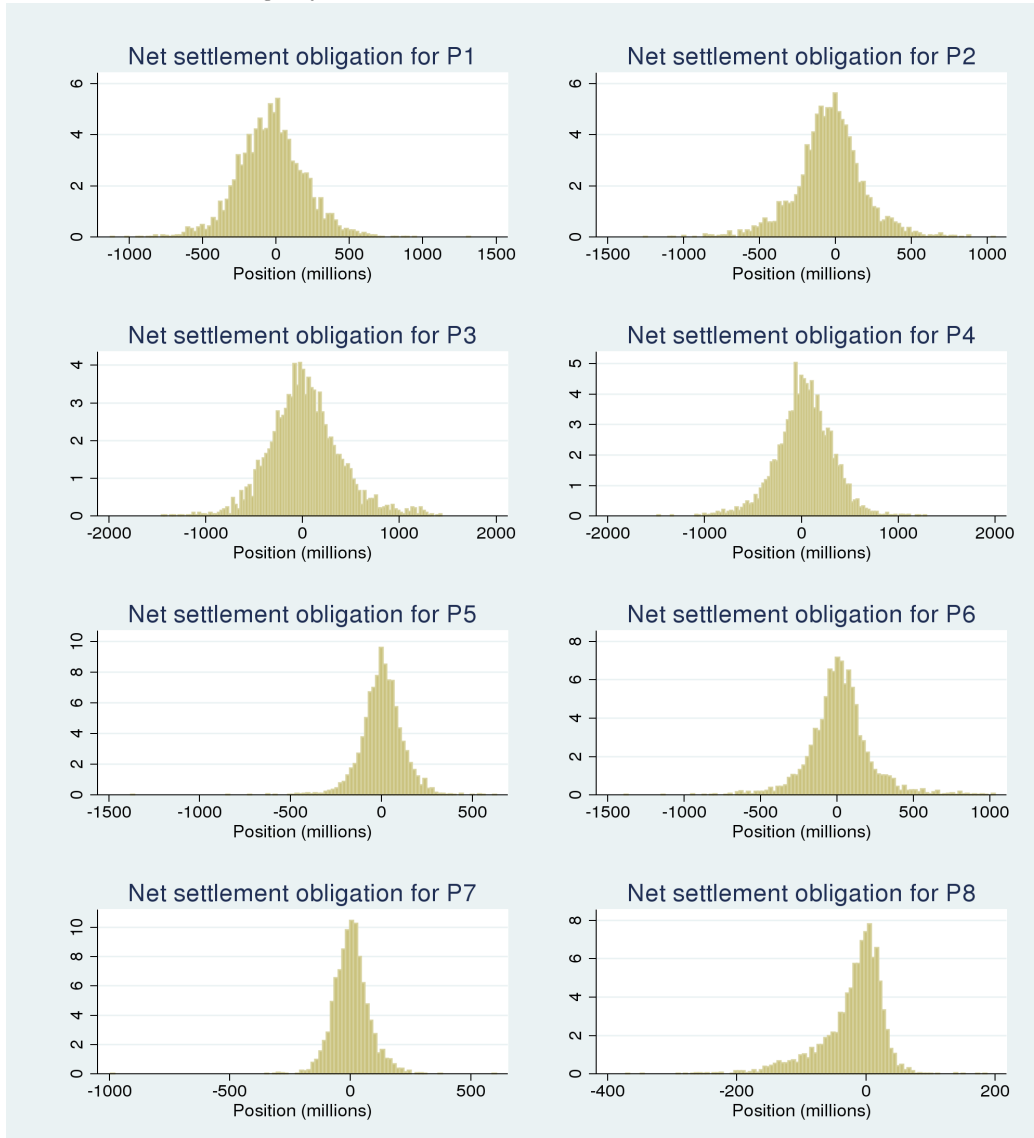 Net settlement obligation for P1
6
4
2
0
-1000 -500 0 500 1000 1500
Position (millions)
Net settlement obligation for P2
6
4
2
0
-1500 -1000 -500 0 500 1000
Position (millions)
Net settlement obligation for P3
4
3
2
1
0
-2000 -1000 0 1000 2000
Position (millions)
Net settlement obligation for P4
5
4
3
2
1
0
-2000 -1000 0 1000 2000
Position (millions)
Net settlement obligation for P5
10
8
6
4
2
0
-1500 -1000 -500 0 500
Position (millions)
Net settlement obligation for P6
8
6
4
2
0
-1500 -1000 -500 0 500 1000
Position (millions)
Net settlement obligation for P7
10
8
6
4
2
0
-1000 -500 0 500
Position (millions)
Net settlement obligation for P8
8
6
4
2
0
-400 -200 0 200
Position (millions)